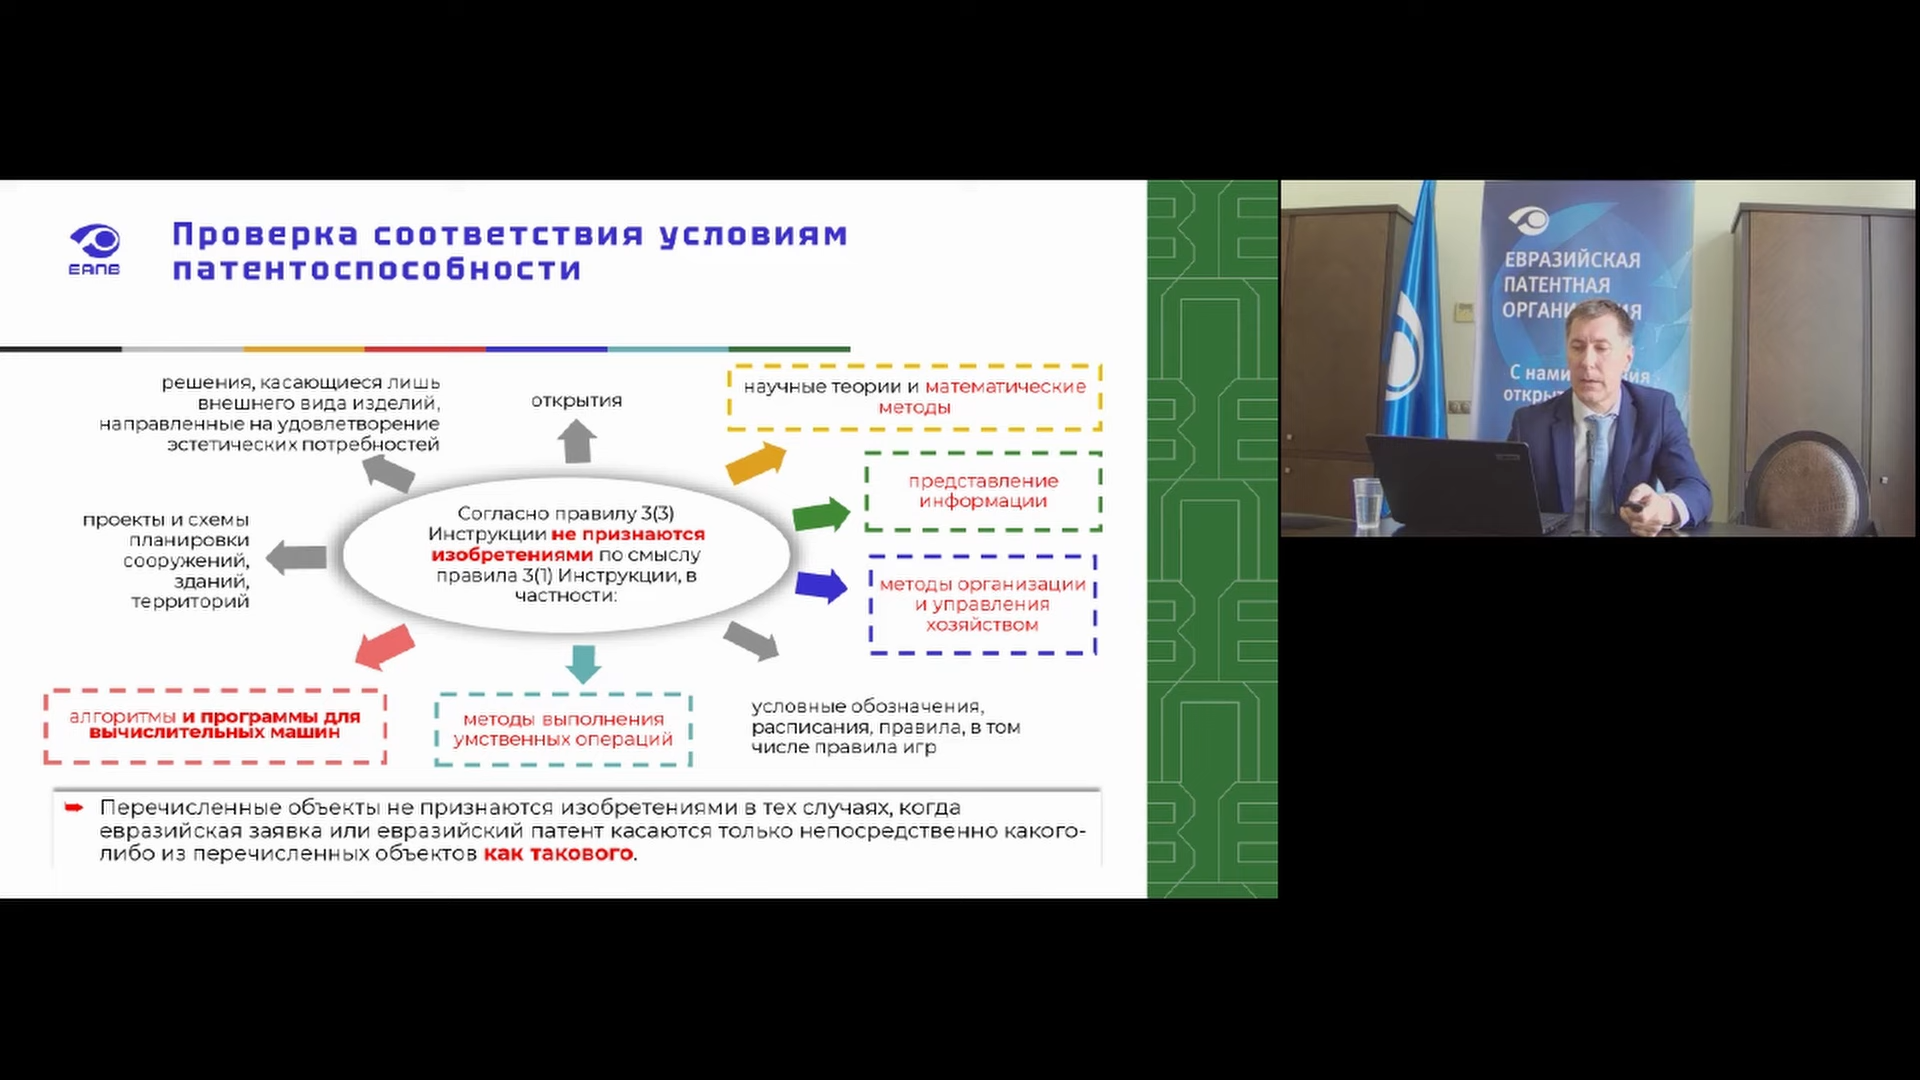 ЕАПВ
Проверка соответствия условиям
патентоспособности
решения, касающиеся лишь
внешнего вида изделий,
направленные на удовлетворение
эстетических потребностей
открытия
научные теории и математические
методы
представление
информации
проекты и схемы
планировки
сооружений,
зданий,
территорий
Согласно правилу 3(3)
Инструкции не признаются
изобретениями по смыслу
правила 3(1) Инструкции, в
частности:
методы организации
и управления
хозяйством
алгоритмы и программы для
вычислительных машин
методы выполнения
умственных операций
условные обозначения,
расписания, правила, в том
числе правила игр
Перечисленные объекты не признаются изобретениями в тех случаях, когда
евразийская заявка или евразийский патент касаются только непосредственно какого-
либо из перечисленных объектов как такового.
ЕВРАЗИЙСКАЯ
ПАТЕНТНАЯ
С нами